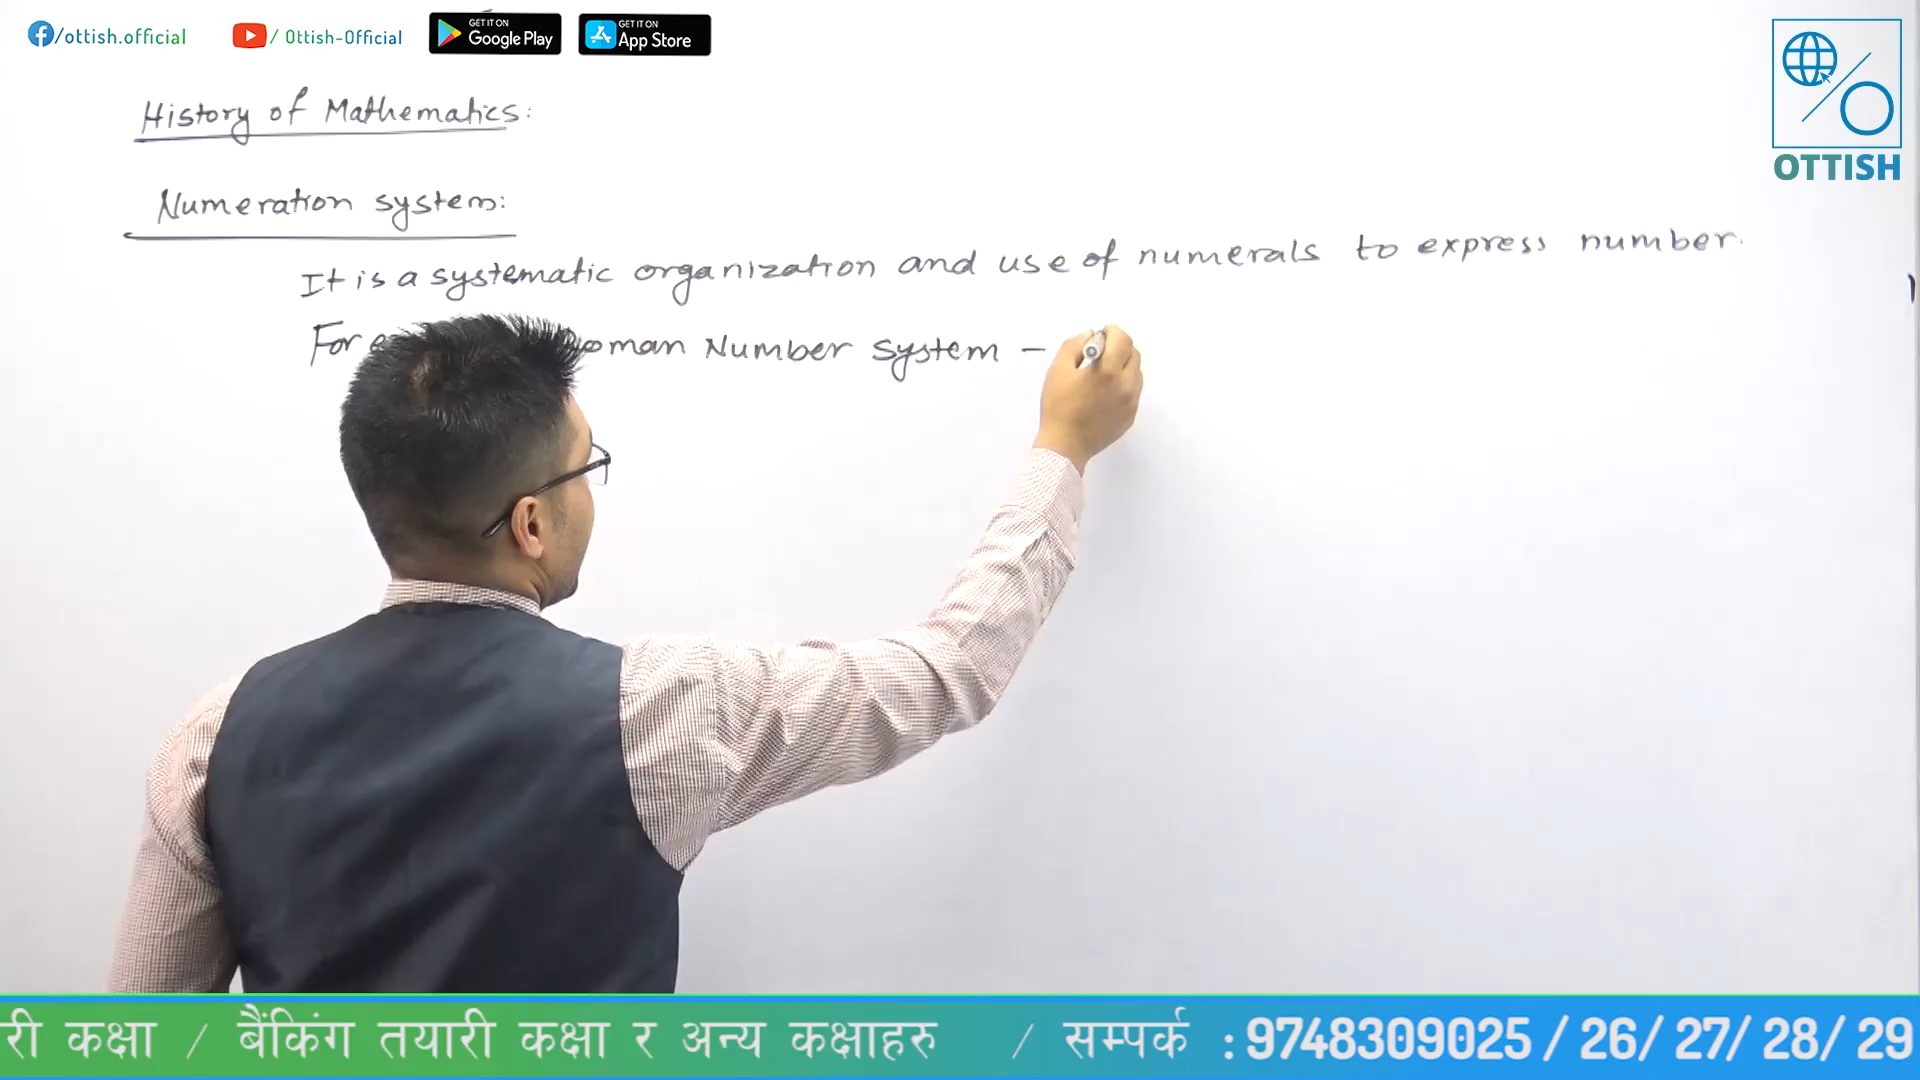 /ottish.official / Ottish-Official GET IT ON Google Play GET IT ON App Store
OTTISH
History of Mathematics:
Numeration system:
It is a systematic organization and use of numerals to express number.
For Roman Number System –
री कक्षा / बैंकिंग तयारी कक्षा र अन्य कक्षाहरु / सम्पर्क : 9748309025 / 26/ 27/ 28/ 29